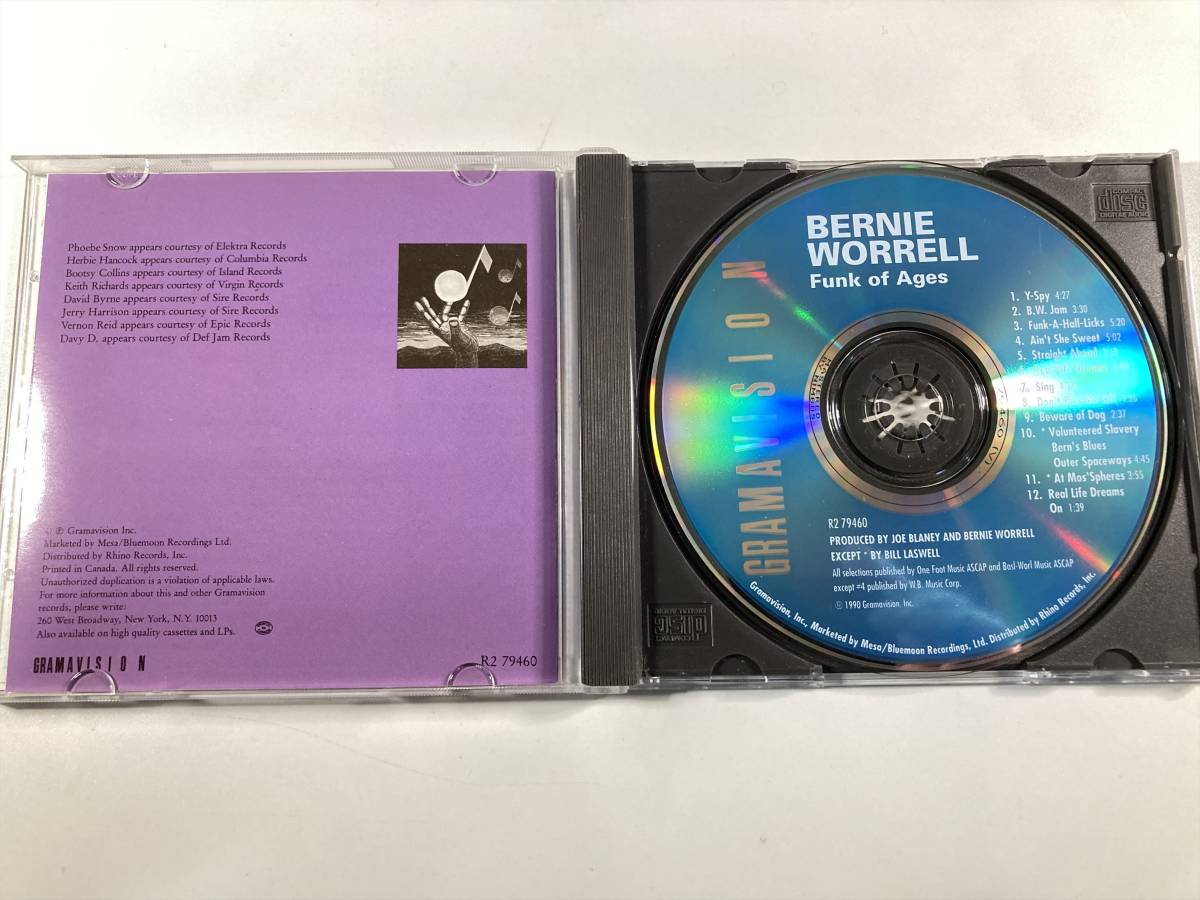 Phoebe Snow appears courtesy of Elektra Records
Herbie Hancock appears courtesy of Columbia Records
Bootsy Collins appears courtesy of Island Records
Keith Richards appears courtesy of Virgin Records
David Byrne appears courtesy of Sire Records
Jerry Harrison appears courtesy of Sire Records
Vernon Reid appears courtesy of Epic Records
Davy D. appears courtesy of Def Jam Records
℗ Gramavision Inc.
Marketed by Mesa/Bluemoon Recordings Ltd.
Distributed by Rhino Records, Inc.
Printed in Canada. All rights reserved.
Unauthorized duplication is a violation of applicable laws.
For more information about this and other Gramavision
records, please write:
260 West Broadway, New York, N.Y. 10013
Also available on high quality cassettes and LPs.
GRAMAVISION
R2 79460
COMPACT
disc
DIGITAL AUDIO
BERNIE
WORRELL
Funk of Ages
GRAMAVISION
1. Y-Spy 4:27
2. B.W. Jam 3:30
3. Funk-A-Hall-Licks 5:20
4. Ain't She Sweet 5:02
5. Straight Ahead
7. Sing
8. Don't
9. Beware of Dog 2:37
10. * Volunteered Slavery
Bern's Blues
Outer Spaceways 4:45
11. * At Mos'Spheres 3:55
12. Real Life Dreams
On 1:39
R2 79460
PRODUCED BY JOE BLANEY AND BERNIE WORRELL
EXCEPT * BY BILL LASWELL
All selections published by One Foot Music ASCAP and Basl-Worl Music ASCAP
except #4 published by W.B. Music Corp.
℗ 1990 Gramavision, Inc.
Gramavision, Inc., Marketed by Mesa/Bluemoon Recordings, Ltd. Distributed by Rhino Records, Inc.
COMPACT
disc
DIGITAL AUDIO